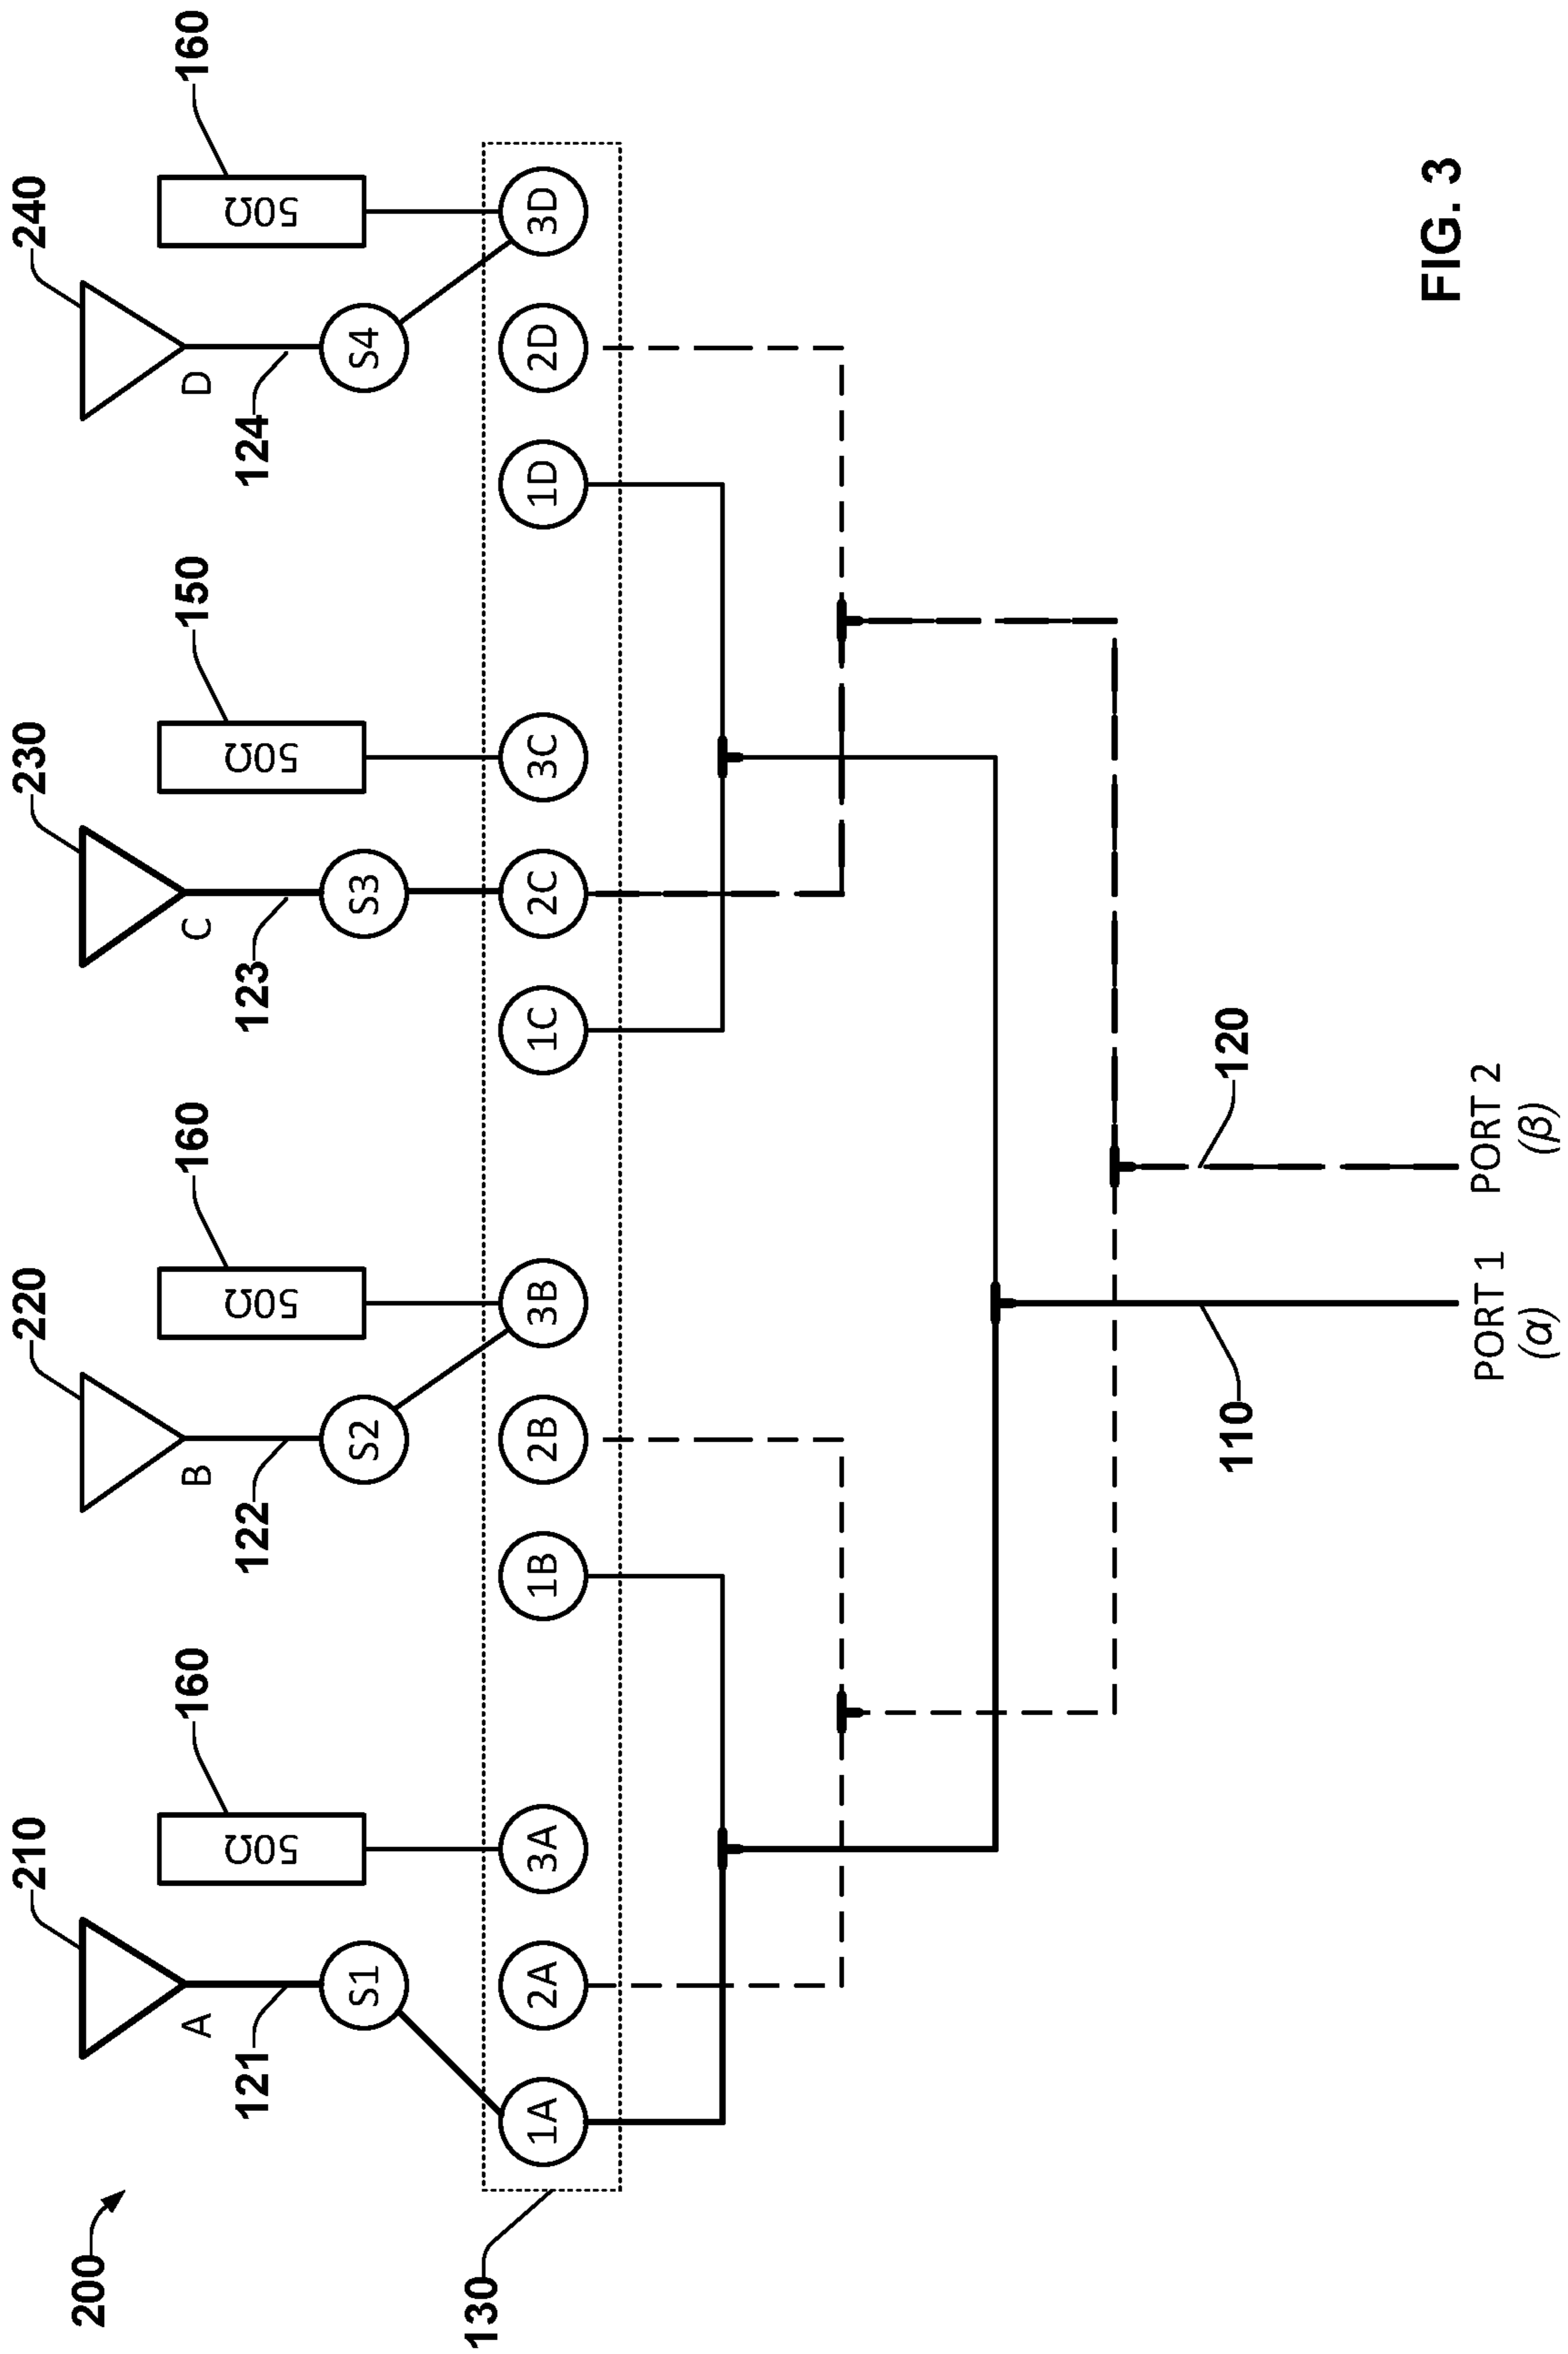 200
210
220
230
240
A
B
C
D
121
122
123
124
50Ω
160
50Ω
160
50Ω
150
50Ω
160
S1
S2
S3
S4
130
1A
2A
3A
1B
2B
3B
1C
2C
3C
1D
2D
3D
110
120
PORT 1
(α)
PORT 2
(β)
FIG. 3